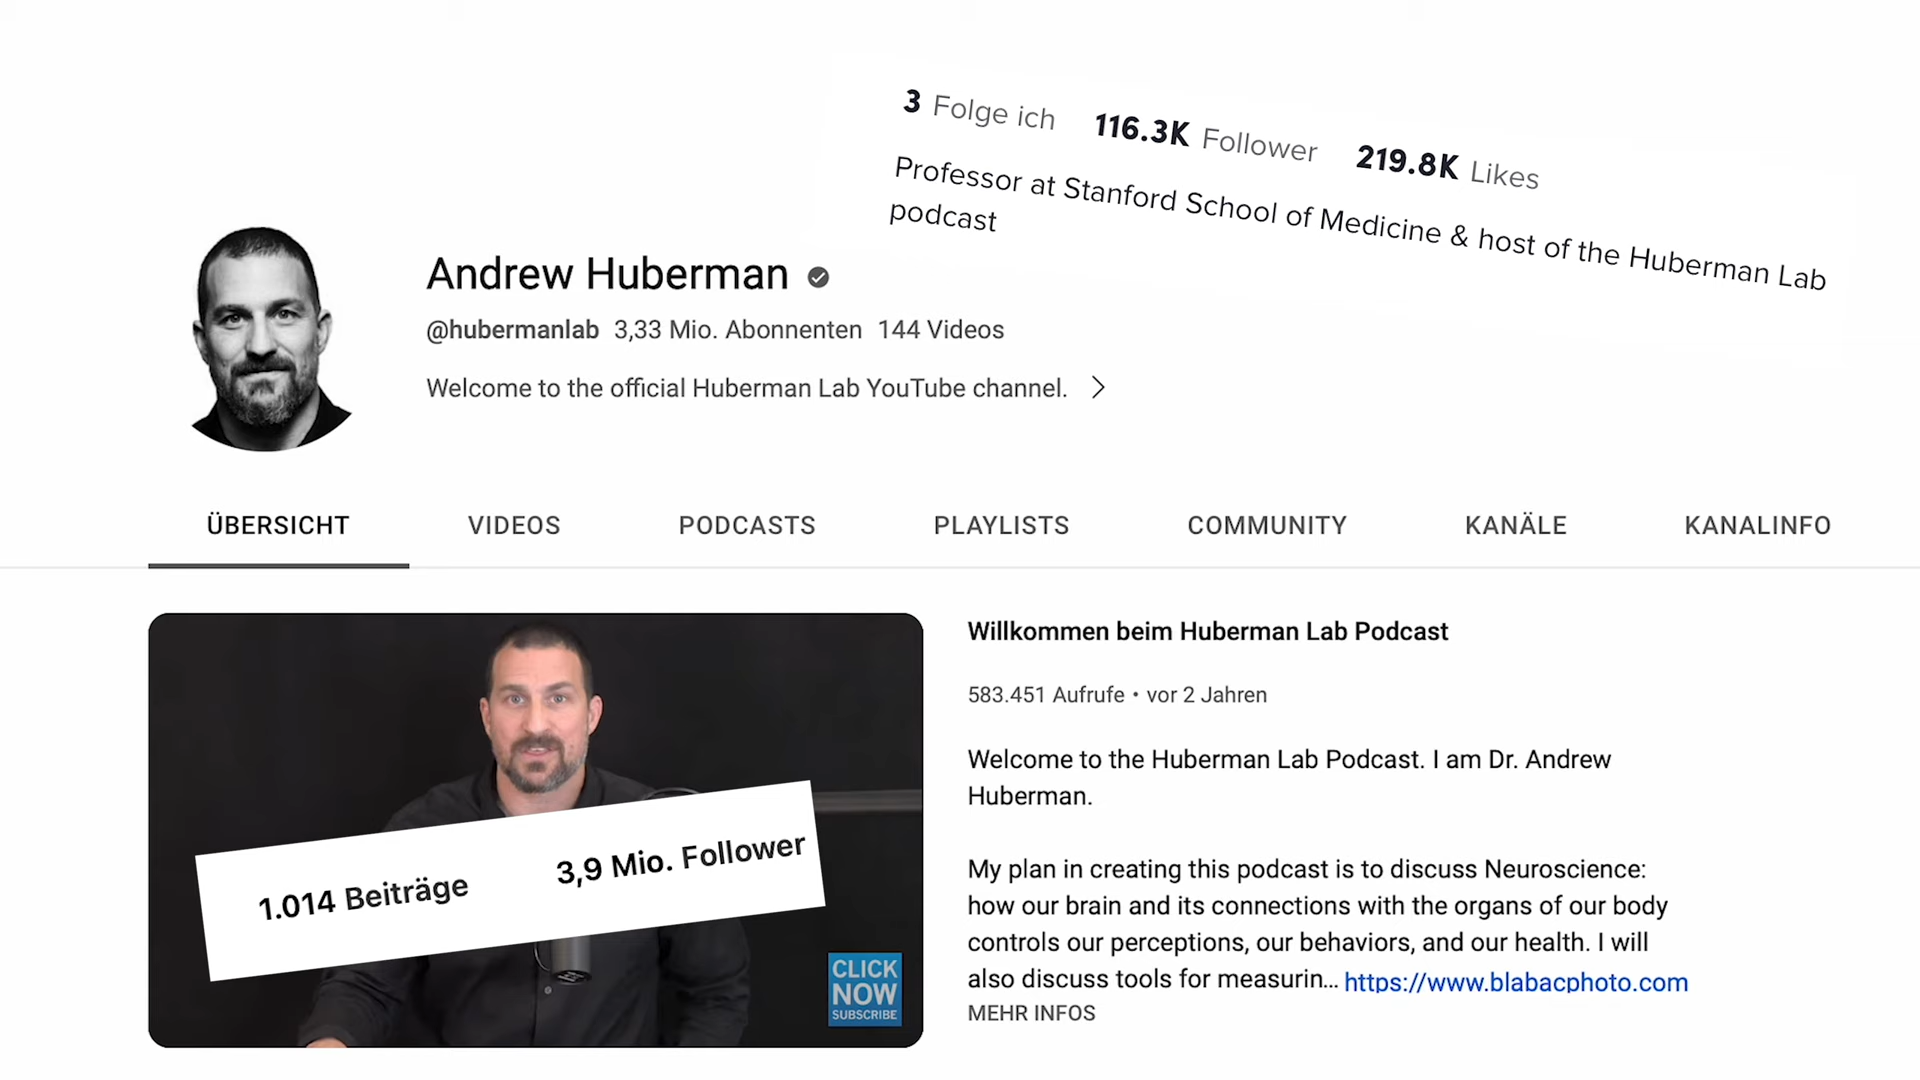 3 Folge ich 116.3K Follower 219.8K Likes
Professor at Stanford School of Medicine & host of the Huberman Lab
podcast
Andrew Huberman
@hubermanlab 3,33 Mio. Abonnenten 144 Videos
Welcome to the official Huberman Lab YouTube channel.
ÜBERSICHT VIDEOS PODCASTS PLAYLISTS COMMUNITY KANÄLE KANALINFO
1.014 Beiträge 3,9 Mio. Follower
CLICK
NOW
SUBSCRIBE
Willkommen beim Huberman Lab Podcast
583.451 Aufrufe • vor 2 Jahren
Welcome to the Huberman Lab Podcast. I am Dr. Andrew
Huberman.
My plan in creating this podcast is to discuss Neuroscience:
how our brain and its connections with the organs of our body
controls our perceptions, our behaviors, and our health. I will
also discuss tools for measurin... https://www.blabacphoto.com
MEHR INFOS